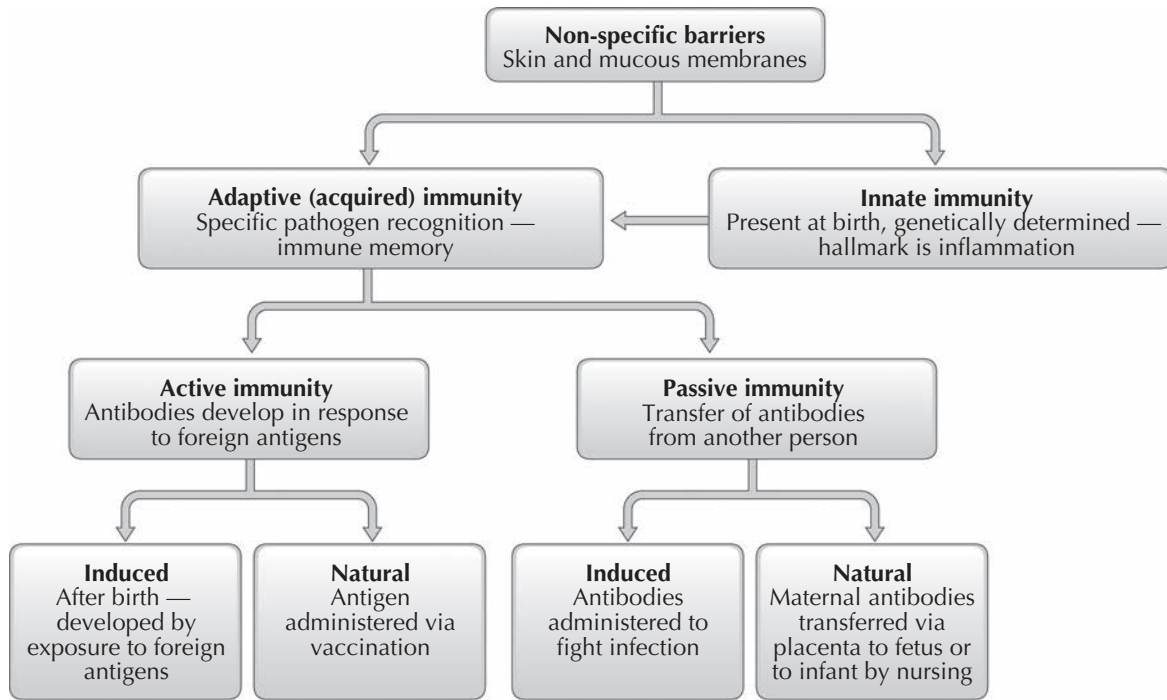 Non-specific barriers
Skin and mucous membranes
Adaptive (acquired) immunity
Specific pathogen recognition —
immune memory
Innate immunity
Present at birth, genetically determined —
hallmark is inflammation
Active immunity
Antibodies develop in response
to foreign antigens
Passive immunity
Transfer of antibodies
from another person
Induced
After birth —
developed by
exposure to foreign
antigens
Natural
Antigen
administered via
vaccination
Induced
Antibodies
administered to
fight infection
Natural
Maternal antibodies
transferred via
placenta to fetus or
to infant by nursing